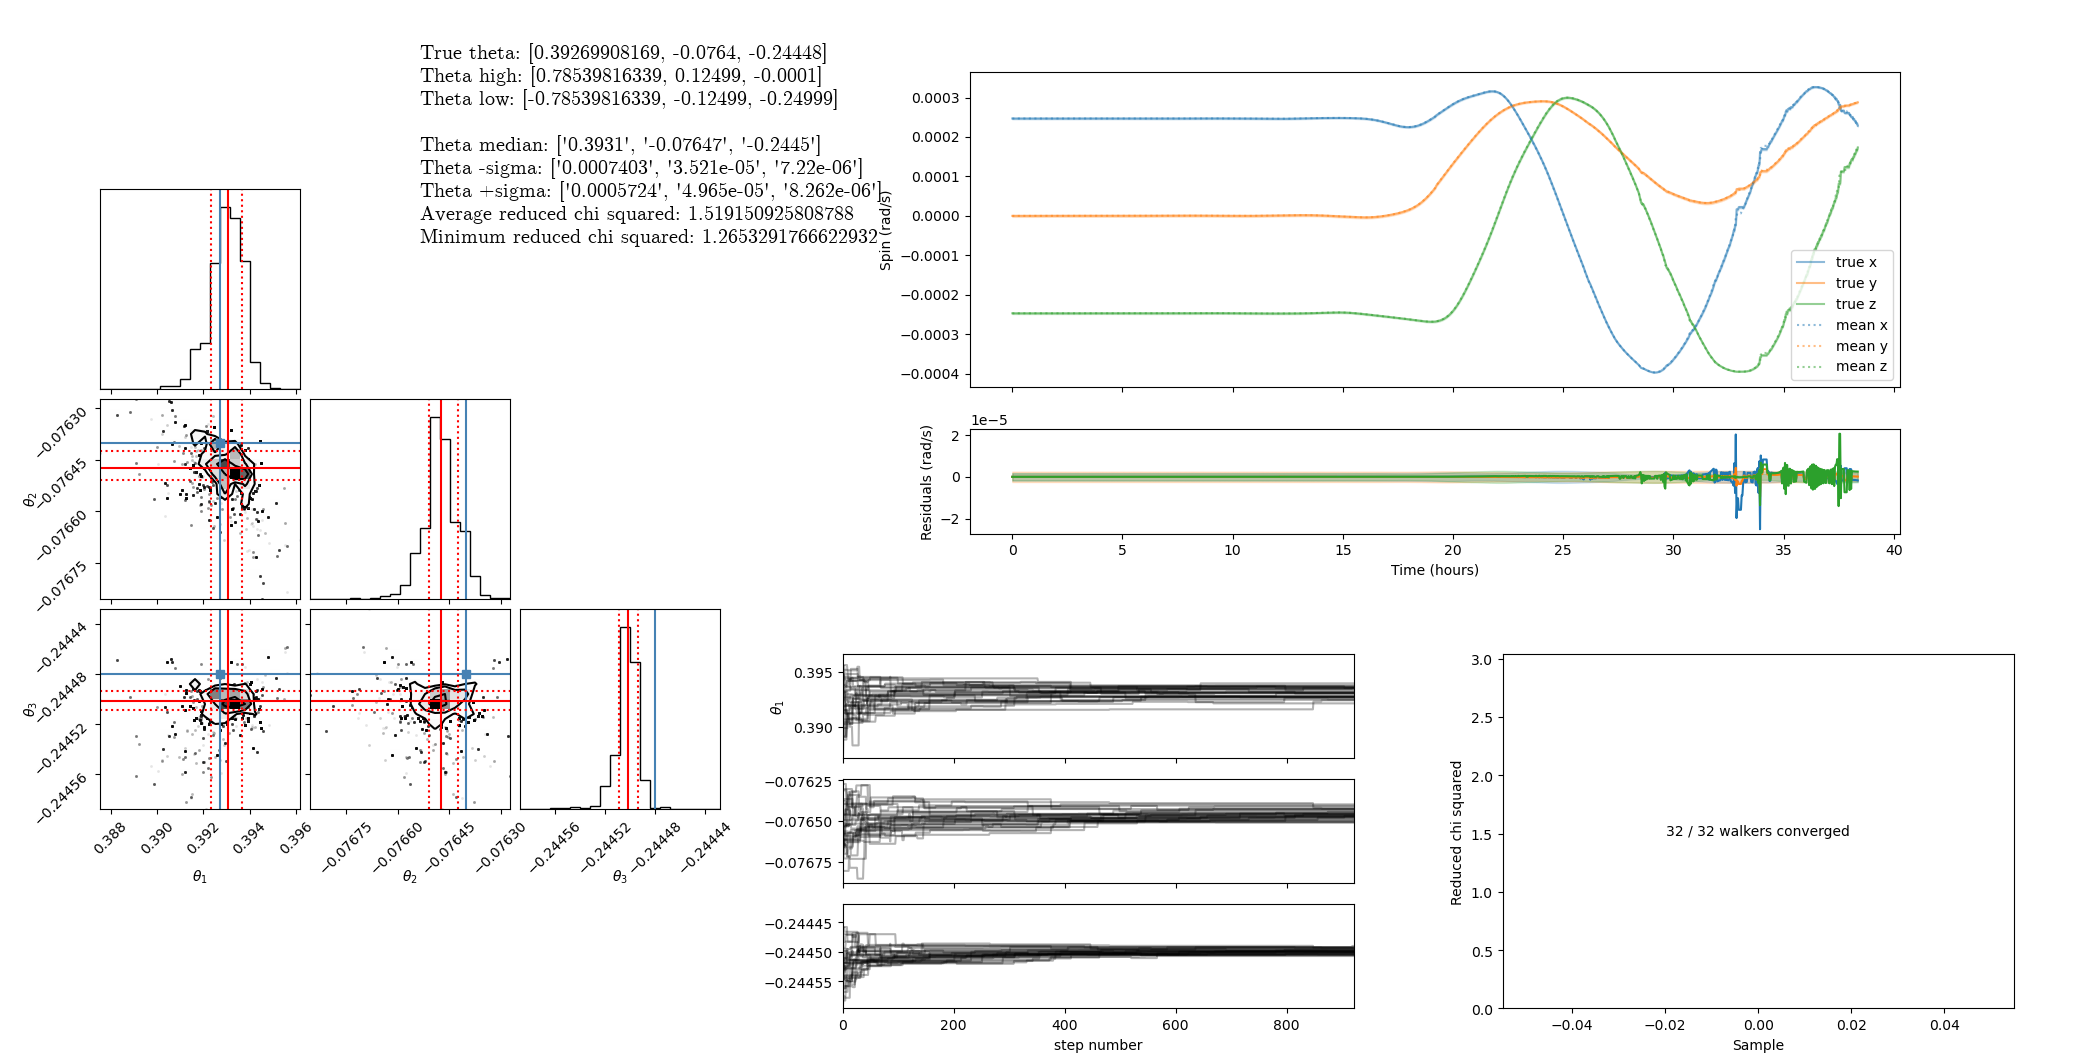 True theta: [0.39269908169, -0.0764, -0.24448]
Theta high: [0.78539816339, 0.12499, -0.0001]
Theta low: [-0.78539816339, -0.12499, -0.24999]
Theta median: ['0.3931', '-0.07647', '-0.2445']
Theta -sigma: ['0.0007403', '3.521e-05', '7.22e-06']
Theta +sigma: ['0.0005724', '4.965e-05', '8.262e-06']
Average reduced chi squared: 1.519150925808788
Minimum reduced chi squared: 1.2653291766622932
−0.07630
−0.07645
−0.07660
−0.07675
θ2
−0.24444
−0.24448
−0.24452
−0.24456
θ3
0.388
0.390
0.392
0.394
0.396
θ1
−0.07675
−0.07660
−0.07645
−0.07630
θ2
−0.24456
−0.24452
−0.24448
−0.24444
θ3
0.0003
0.0002
0.0001
0.0000
−0.0001
−0.0002
−0.0003
−0.0004
Spin (rad/s)
true x
true y
true z
mean x
mean y
mean z
1e−5
2
0
−2
Residuals (rad/s)
0
5
10
15
20
25
30
35
40
Time (hours)
0.395
0.390
θ1
−0.07625
−0.07650
−0.07675
−0.24445
−0.24450
−0.24455
0
200
400
600
800
step number
3.0
2.5
2.0
1.5
1.0
0.5
0.0
Reduced chi squared
32 / 32 walkers converged
−0.04
−0.02
0.00
0.02
0.04
Sample